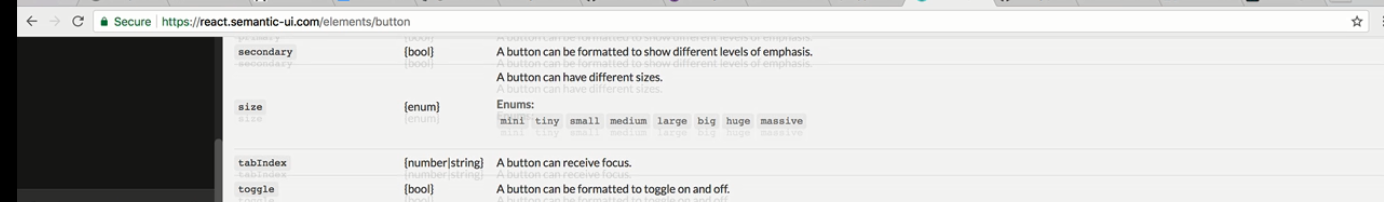 Secure https://react.semantic-ui.com/elements/button
secondary {bool} A button can be formatted to show different levels of emphasis.
A button can have different sizes.
size {enum} Enums:
mini tiny small medium large big huge massive
tabIndex {number|string} A button can receive focus.
toggle {bool} A button can be formatted to toggle on and off.